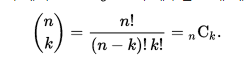 (n k) = n! / (n − k)! k! = ₙCₖ.